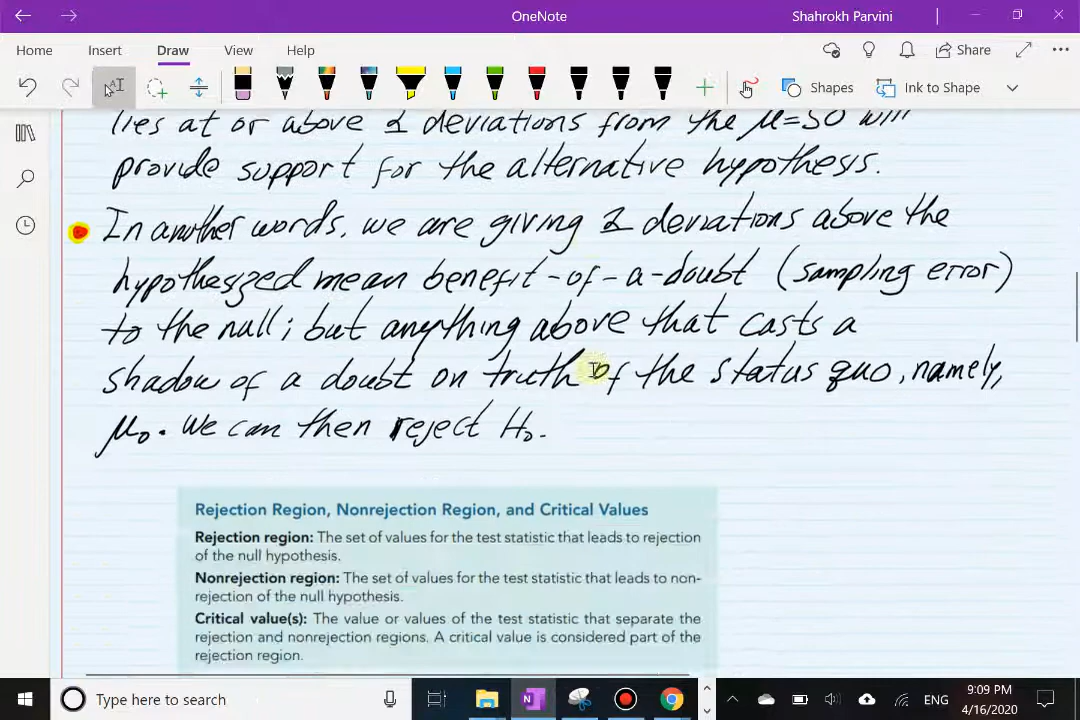 OneNote
Shahrokh Parvini
Home Insert Draw View Help
Share
Shapes
Ink to Shape
lies at or above 2 deviations from the μ=50 will
provide support for the alternative hypothesis.
In another words, we are giving 2 deviations above the
hypothesized mean benefit-of-a-doubt (sampling error)
to the null; but anything above that casts a
shadow of a doubt on truth of the status quo, namely,
μ₀. We can then reject H₀.
Rejection Region, Nonrejection Region, and Critical Values
Rejection region: The set of values for the test statistic that leads to rejection
of the null hypothesis.
Nonrejection region: The set of values for the test statistic that leads to non-
rejection of the null hypothesis.
Critical value(s): The value or values of the test statistic that separate the
rejection and nonrejection regions. A critical value is considered part of the
rejection region.
Type here to search
ENG
9:09 PM
4/16/2020